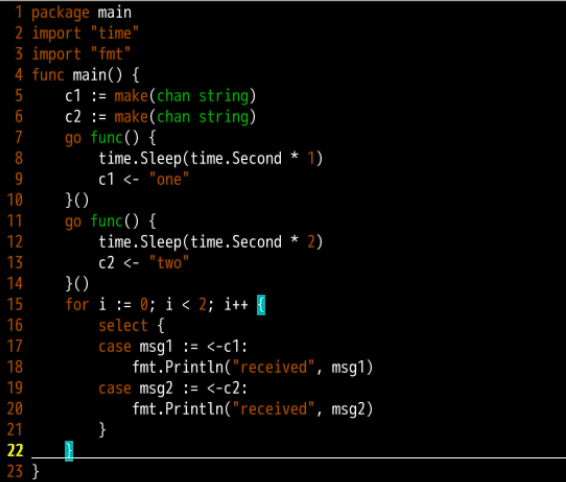 1 package main
2 import "time"
3 import "fmt"
4 func main() {
5     c1 := make(chan string)
6     c2 := make(chan string)
7     go func() {
8         time.Sleep(time.Second * 1)
9         c1 <- "one"
10     }()
11     go func() {
12         time.Sleep(time.Second * 2)
13         c2 <- "two"
14     }()
15     for i := 0; i < 2; i++ {
16         select {
17         case msg1 := <-c1:
18             fmt.Println("received", msg1)
19         case msg2 := <-c2:
20             fmt.Println("received", msg2)
21         }
22     }
23 }